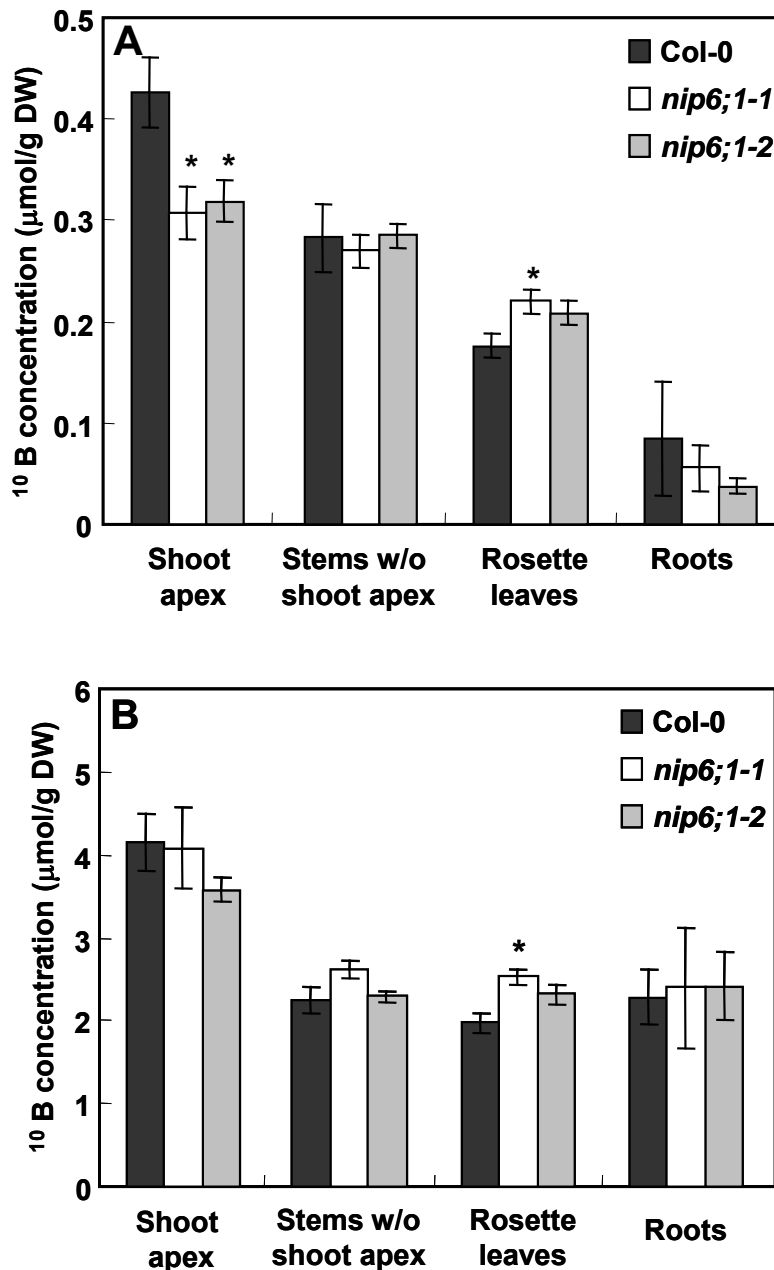 A
Col-0
nip6;1-1
nip6;1-2
10 B concentration (μmol/g DW)
0.5
0.4
0.3
0.2
0.1
0
* *
*
Shoot apex
Stems w/o shoot apex
Rosette leaves
Roots
B
Col-0
nip6;1-1
nip6;1-2
10 B concentration (μmol/g DW)
6
5
4
3
2
1
0
*
Shoot apex
Stems w/o shoot apex
Rosette leaves
Roots